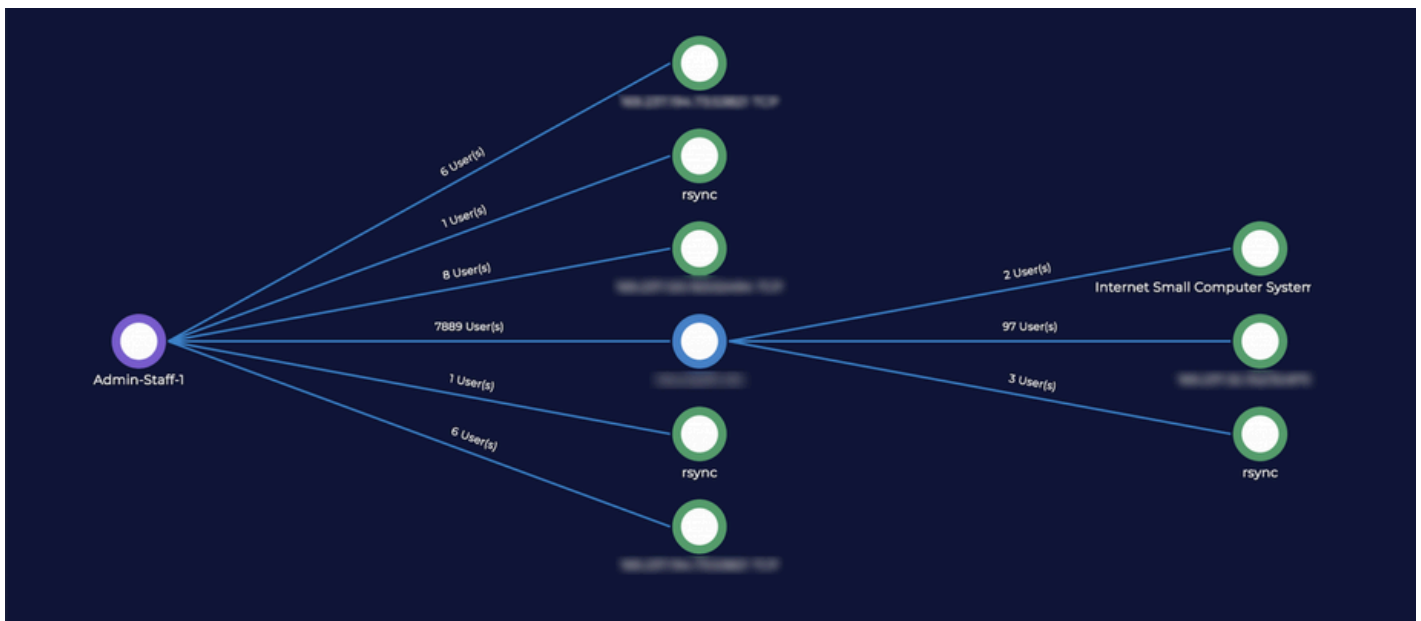 6 User(s)
rsync
1 User(s)
8 User(s)
2 User(s)
Internet Small Computer System
7889 User(s)
97 User(s)
Admin-Staff-1
1 User(s)
3 User(s)
6 User(s)
rsync
rsync